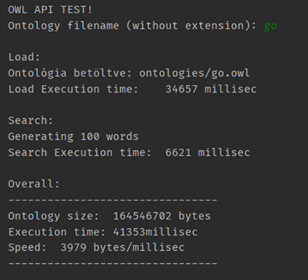 OWL API TEST!
Ontology filename (without extension): go
Load:
Ontológia betöltve: ontologies/go.owl
Load Execution time:    34657 millisec
Search:
Generating 100 words
Search Execution time:  6621 millisec
Overall:
--------------------------------
Ontology size:  164546702 bytes
Execution time: 41353millisec
Speed:  3979 bytes/millisec
--------------------------------